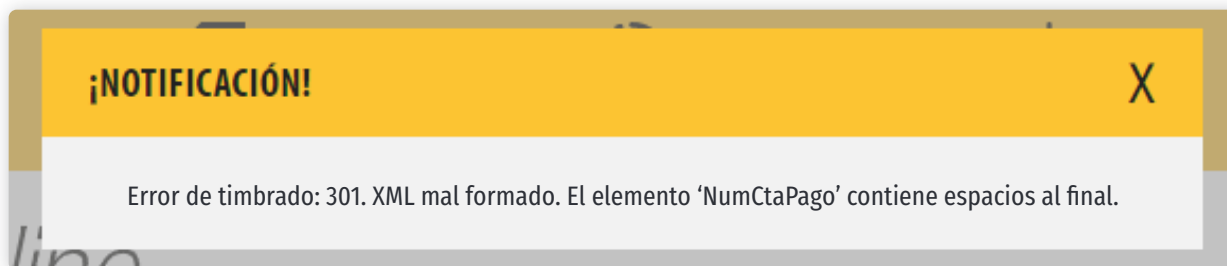 ¡NOTIFICACIÓN!
X
Error de timbrado: 301. XML mal formado. El elemento ‘NumCtaPago’ contiene espacios al final.